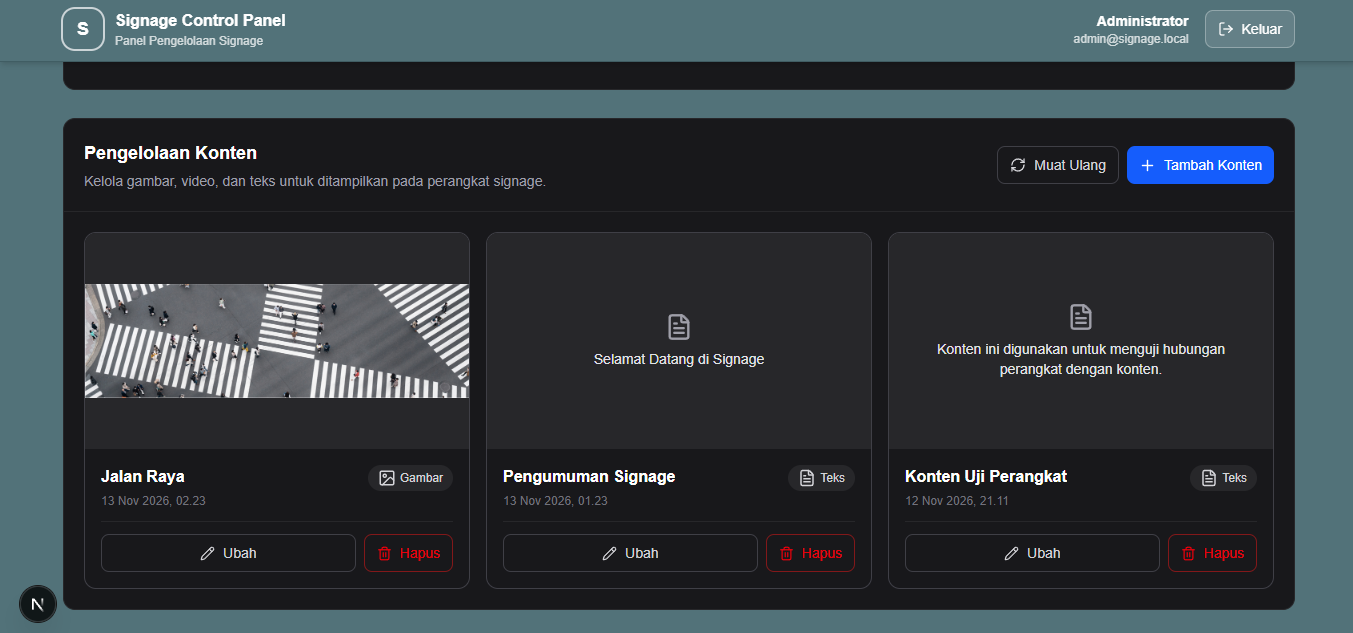 S
Signage Control Panel
Panel Pengelolaan Signage
Administrator
admin@signage.local
Keluar
Pengelolaan Konten
Kelola gambar, video, dan teks untuk ditampilkan pada perangkat signage.
Muat Ulang
Tambah Konten
Selamat Datang di Signage
Konten ini digunakan untuk menguji hubungan
perangkat dengan konten.
Jalan Raya
Gambar
13 Nov 2026, 02.23
Ubah
Hapus
Pengumuman Signage
Teks
13 Nov 2026, 01.23
Ubah
Hapus
Konten Uji Perangkat
Teks
12 Nov 2026, 21.11
Ubah
Hapus
N